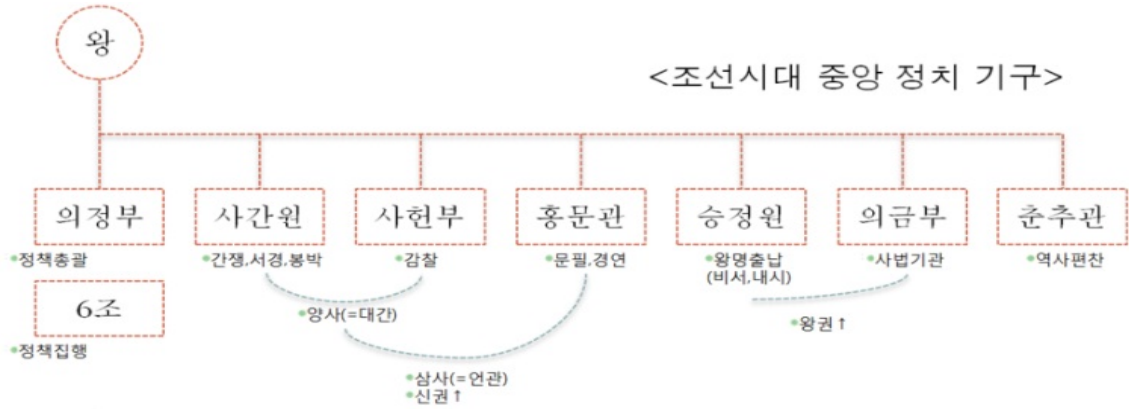 왕
<조선시대 중앙 정치 기구>
의정부
사간원
사헌부
홍문관
승정원
의금부
춘추관
•정책총괄
•간쟁,서경,봉박
•감찰
•문필,경연
•왕명출납
(비서,내시)
•사법기관
•역사편찬
6조
•양사(=대간)
•왕권↑
•정책집행
•삼사(=언관)
•신권↑